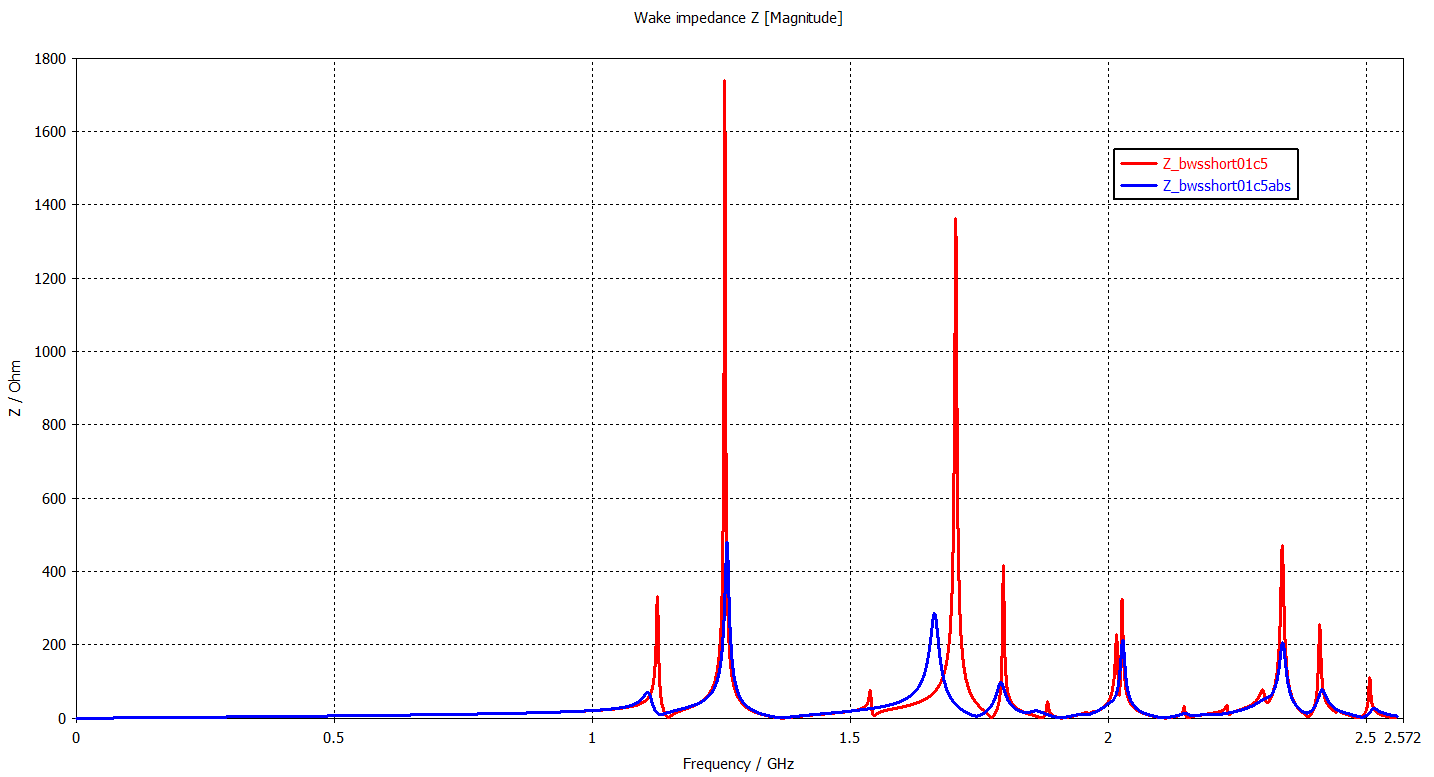 Wake impedance Z [Magnitude]
1800
1600
1400
1200
1000
800
600
400
200
0
Z / Ohm
Z_bwsshort01c5
Z_bwsshort01c5abs
0 0.5 1 1.5 2 2.5 2.572
Frequency / GHz